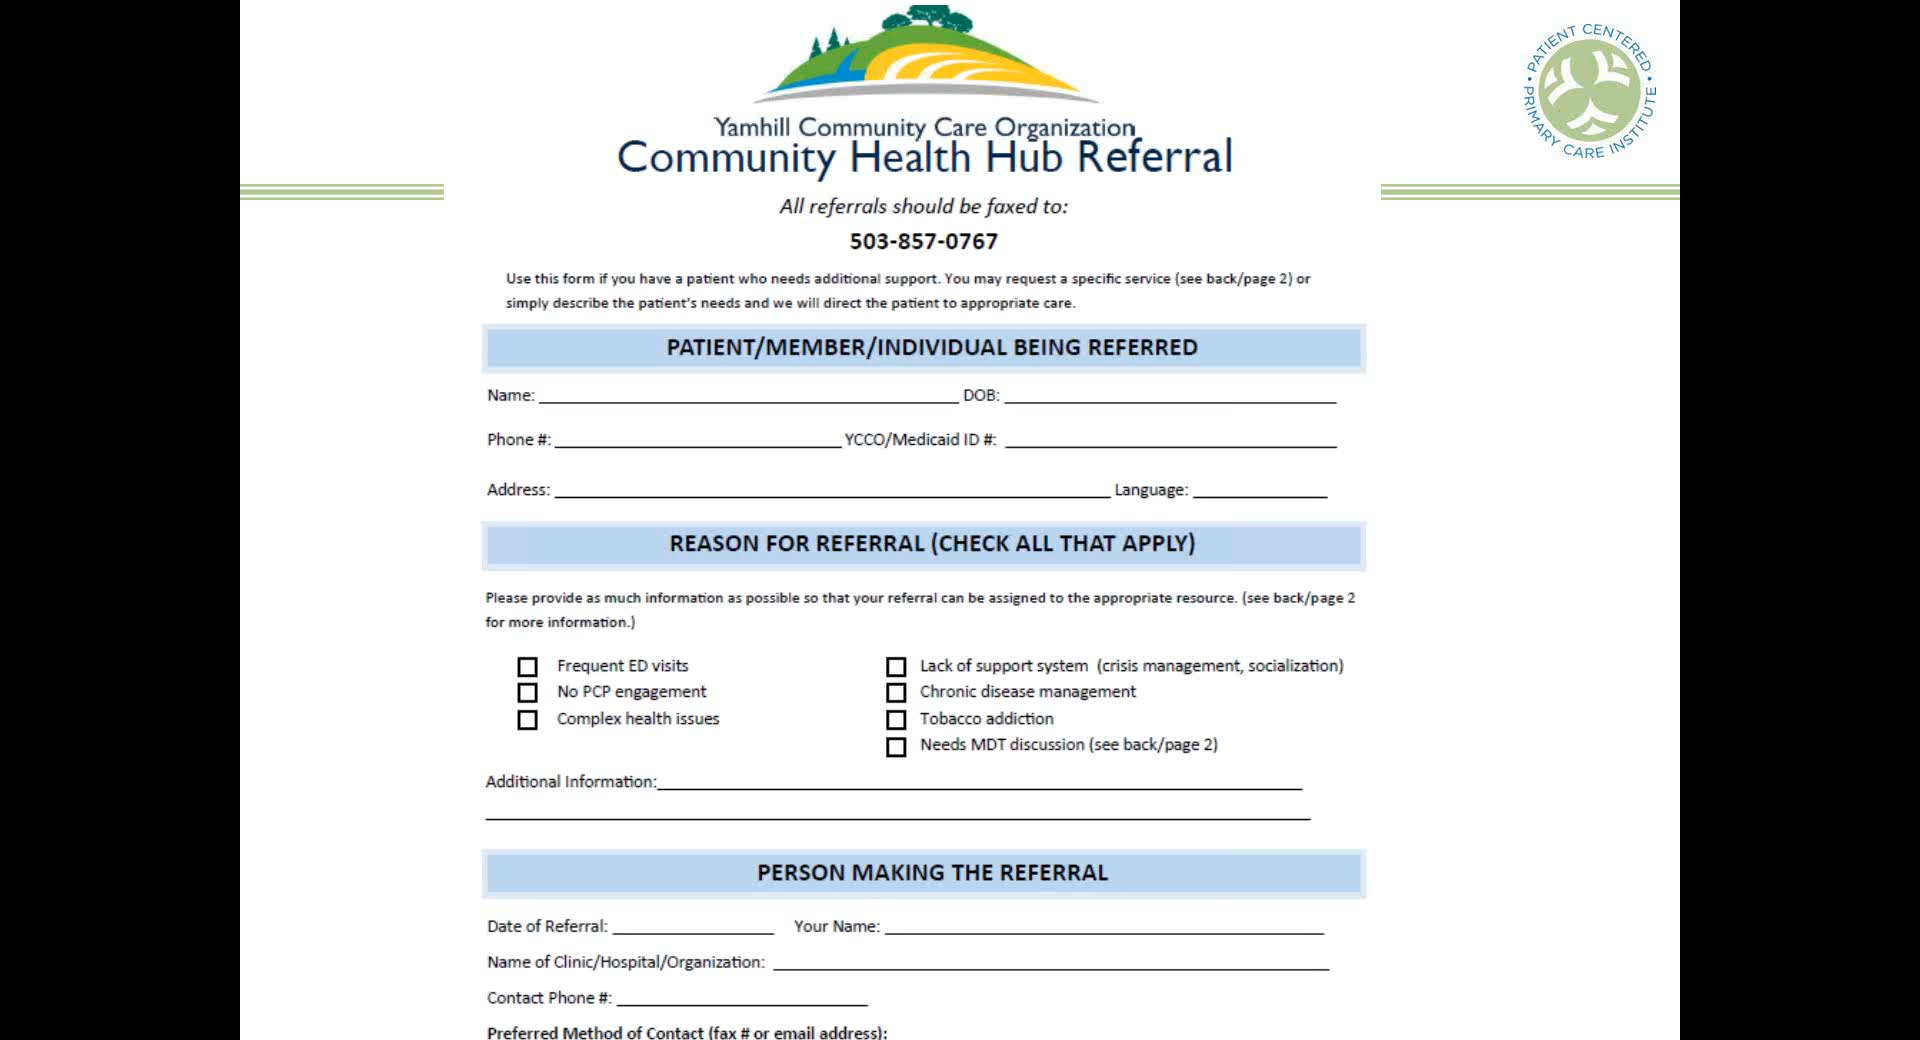 Yamhill Community Care Organization
Community Health Hub Referral
PATIENT CENTERED
PRIMARY CARE INSTITUTE
All referrals should be faxed to:
503-857-0767
Use this form if you have a patient who needs additional support. You may request a specific service (see back/page 2) or
simply describe the patient's needs and we will direct the patient to appropriate care.
PATIENT/MEMBER/INDIVIDUAL BEING REFERRED
Name: DOB:
Phone #: YCCO/Medicaid ID #:
Address: Language:
REASON FOR REFERRAL (CHECK ALL THAT APPLY)
Please provide as much information as possible so that your referral can be assigned to the appropriate resource. (see back/page 2
for more information.)
Frequent ED visits
No PCP engagement
Complex health issues
Lack of support system (crisis management, socialization)
Chronic disease management
Tobacco addiction
Needs MDT discussion (see back/page 2)
Additional Information:
PERSON MAKING THE REFERRAL
Date of Referral: Your Name:
Name of Clinic/Hospital/Organization:
Contact Phone #:
Preferred Method of Contact (fax # or email address):